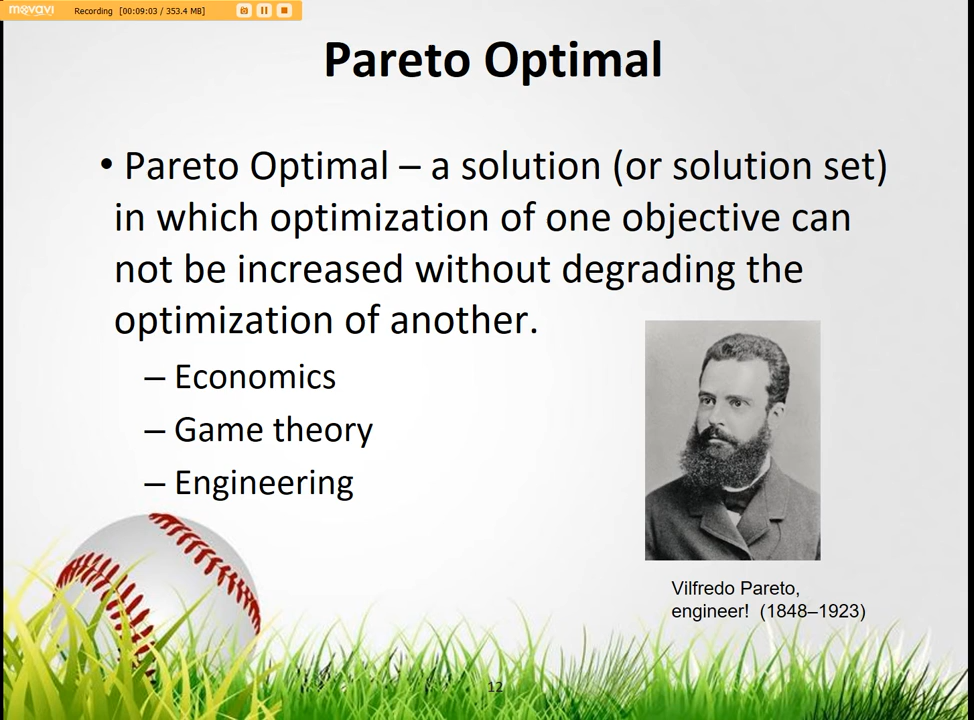 movavi Recording [00:09:03 / 353.4 MB]
Pareto Optimal
• Pareto Optimal – a solution (or solution set)
in which optimization of one objective can
not be increased without degrading the
optimization of another.
– Economics
– Game theory
– Engineering
Vilfredo Pareto,
engineer! (1848–1923)
12